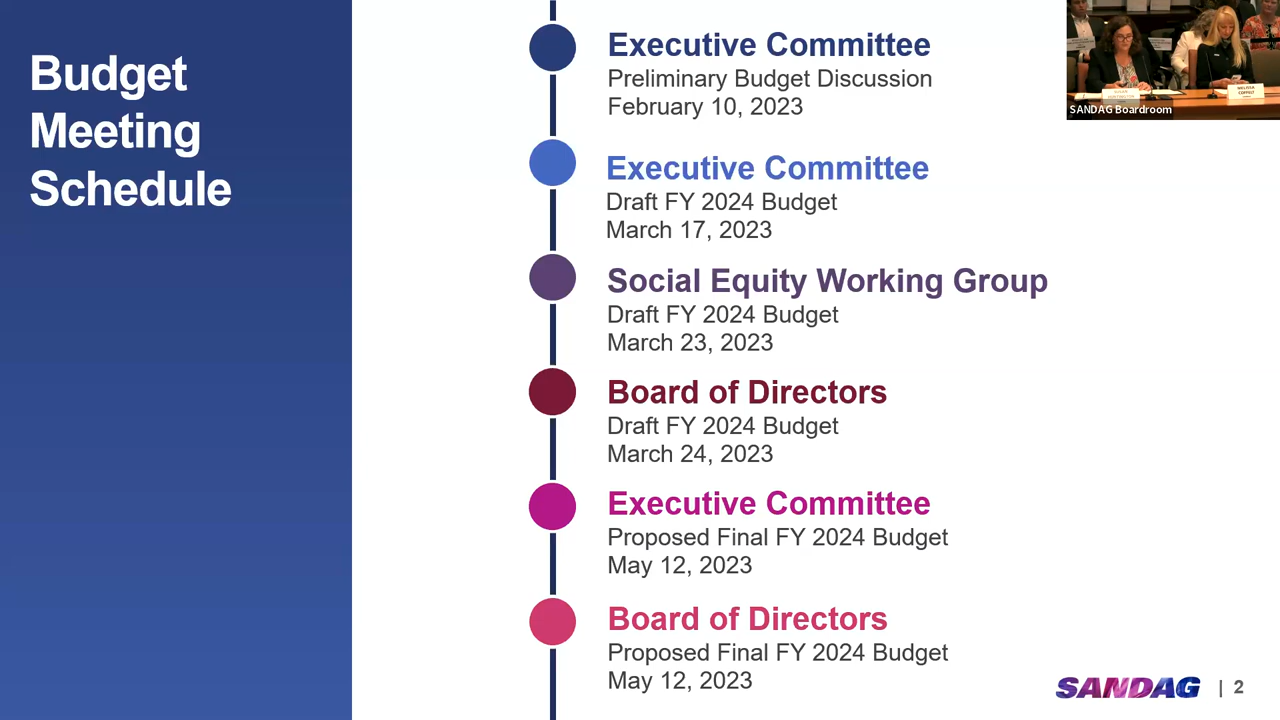 Budget
Meeting
Schedule
Executive Committee
Preliminary Budget Discussion
February 10, 2023
Executive Committee
Draft FY 2024 Budget
March 17, 2023
Social Equity Working Group
Draft FY 2024 Budget
March 23, 2023
Board of Directors
Draft FY 2024 Budget
March 24, 2023
Executive Committee
Proposed Final FY 2024 Budget
May 12, 2023
Board of Directors
Proposed Final FY 2024 Budget
May 12, 2023
SANDAG Boardroom
MELISSA
SANDAG | 2